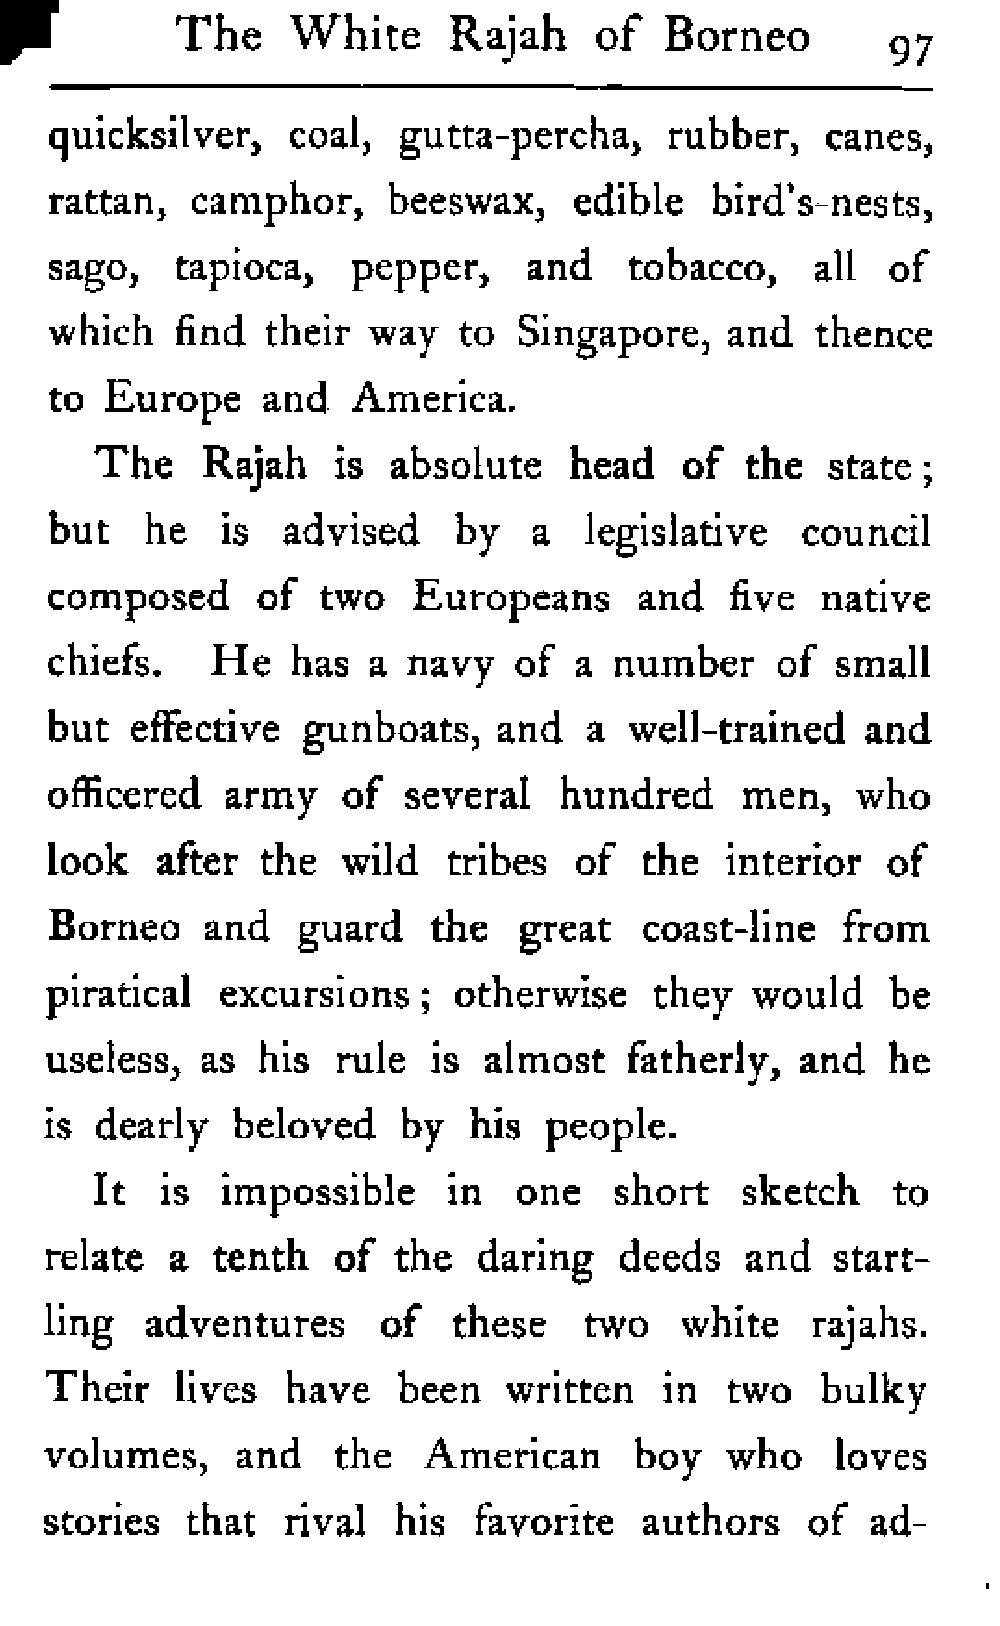 The White Rajah of Borneo 97
quicksilver, coal, gutta-percha, rubber, canes,
rattan, camphor, beeswax, edible bird's-nests,
sago, tapioca, pepper, and tobacco, all of
which find their way to Singapore, and thence
to Europe and America.
The Rajah is absolute head of the state;
but he is advised by a legislative council
composed of two Europeans and five native
chiefs. He has a navy of a number of small
but effective gunboats, and a well-trained and
officered army of several hundred men, who
look after the wild tribes of the interior of
Borneo and guard the great coast-line from
piratical excursions; otherwise they would be
useless, as his rule is almost fatherly, and he
is dearly beloved by his people.
It is impossible in one short sketch to
relate a tenth of the daring deeds and start-
ling adventures of these two white rajahs.
Their lives have been written in two bulky
volumes, and the American boy who loves
stories that rival his favorite authors of ad-